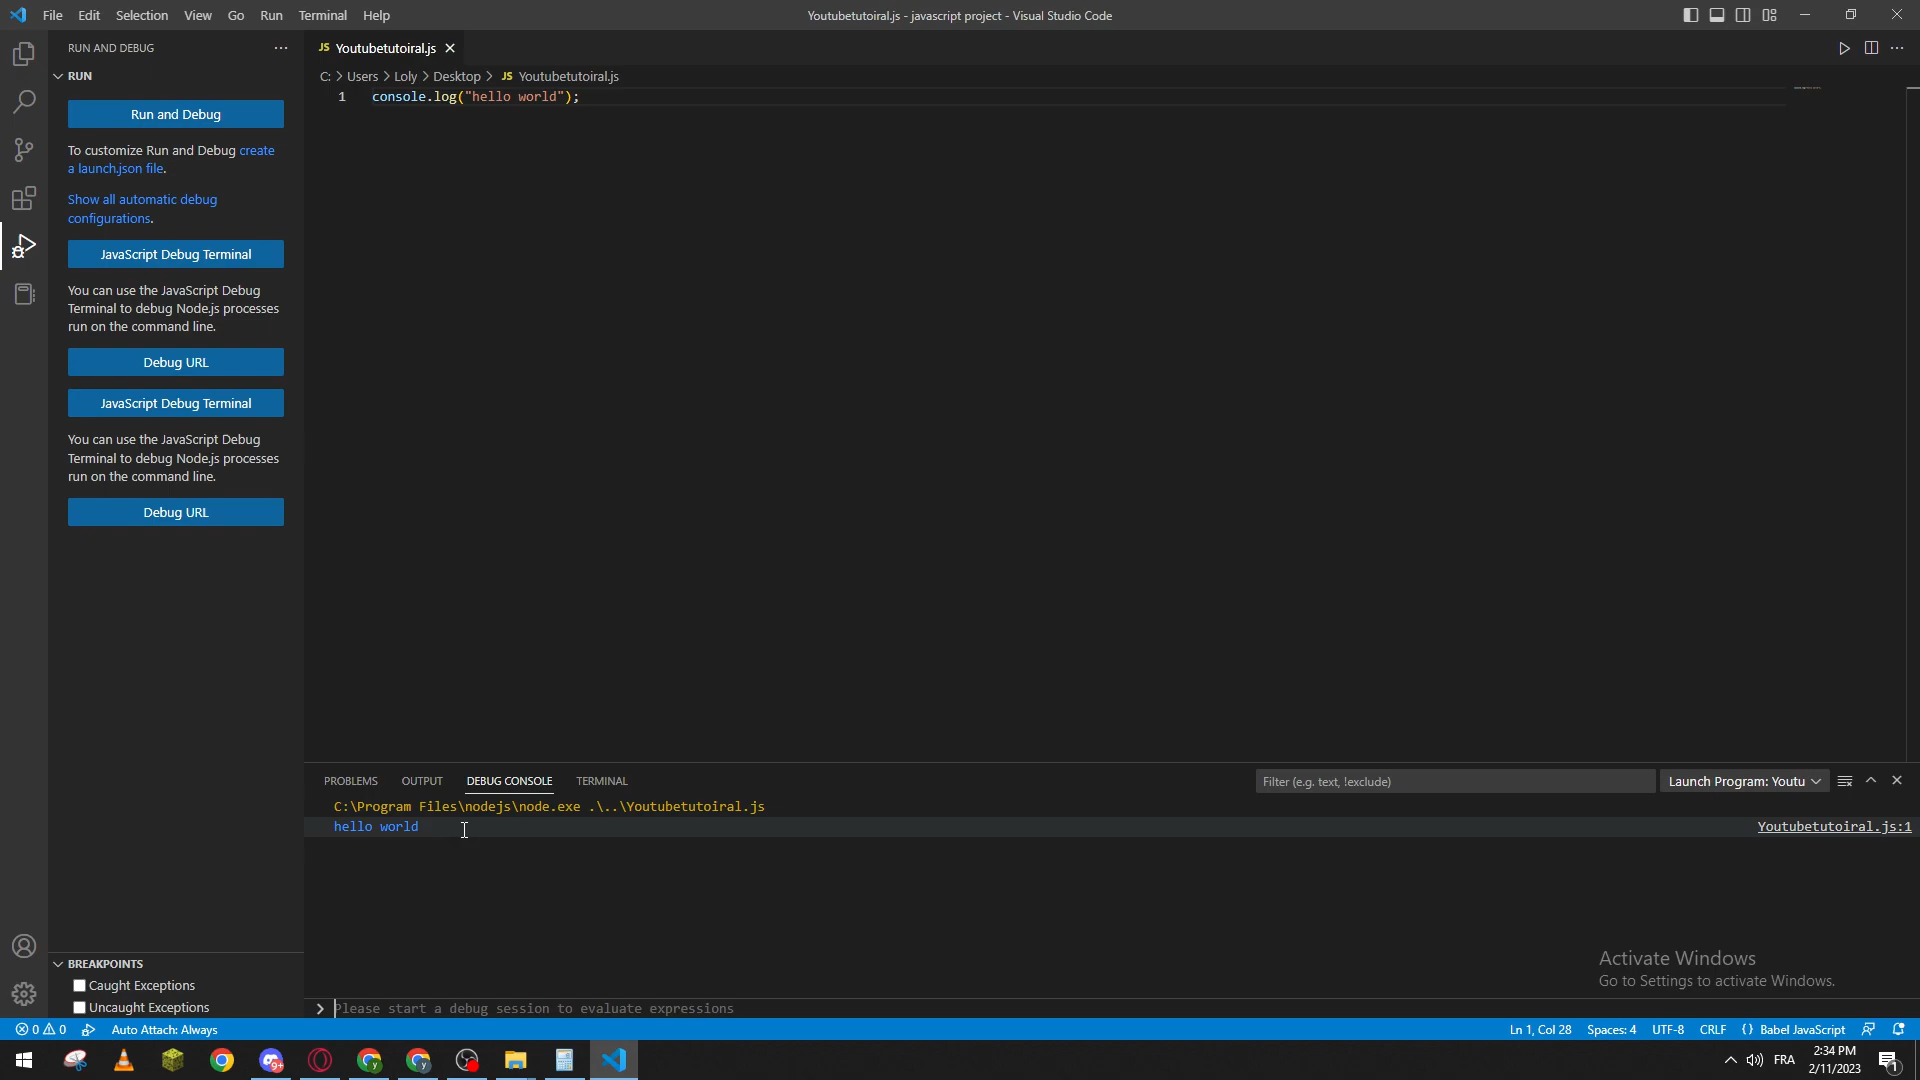 File Edit Selection View Go Run Terminal Help
Youtubetutoiral.js - javascript project - Visual Studio Code
RUN AND DEBUG
RUN
Run and Debug
To customize Run and Debug create
a launch.json file.
Show all automatic debug
configurations.
JavaScript Debug Terminal
You can use the JavaScript Debug
Terminal to debug Node.js processes
run on the command line.
Debug URL
JavaScript Debug Terminal
You can use the JavaScript Debug
Terminal to debug Node.js processes
run on the command line.
Debug URL
BREAKPOINTS
Caught Exceptions
Uncaught Exceptions
JS Youtubetutoiral.js
C: > Users > Loly > Desktop > JS Youtubetutoiral.js
1 console.log("hello world");
PROBLEMS OUTPUT DEBUG CONSOLE TERMINAL
Filter (e.g. text, !exclude)
Launch Program: Youtu
C:\Program Files\nodejs\node.exe .\..\Youtubetutoiral.js
hello world Youtubetutoiral.js:1
Activate Windows
Go to Settings to activate Windows.
Please start a debug session to evaluate expressions
0 0 Auto Attach: Always
Ln 1, Col 28 Spaces: 4 UTF-8 CRLF {} Babel JavaScript
9+
y
y
FRA
2:34 PM
2/11/2023
1